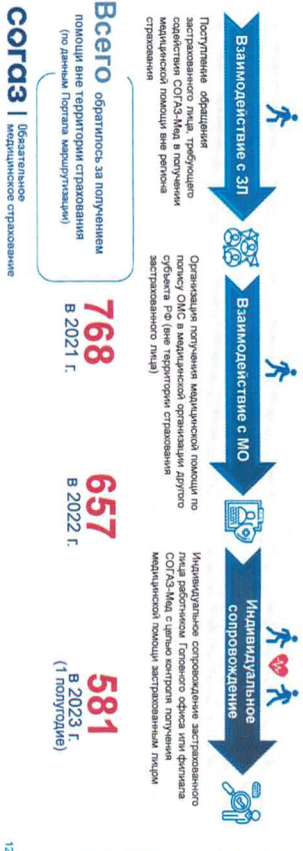 Взаимодействие с ЗЛ
Взаимодействие с МО
Индивидуальное
сопровождение
Поступление обращения
застрахованного лица, требующего
содействия СОГАЗ-Мед в получении
медицинской помощи вне региона
страхования
Организация получения медицинской помощи по
полису ОМС в медицинской организации другого
субъекта РФ (вне территории страхования
застрахованного лица)
Индивидуальное сопровождение застрахованного
лица работником Головного офиса или филиала
СОГАЗ-Мед с целью контроля получения
медицинской помощи застрахованным лицом
Всего обратилось за получением
помощи вне территории страхования
(по данным Портала маршрутизации)
768
в 2021 г.
657
в 2022 г.
581
в 2023 г.
(1 полугодие)
согаз | Обязательное
медицинское страхование
12